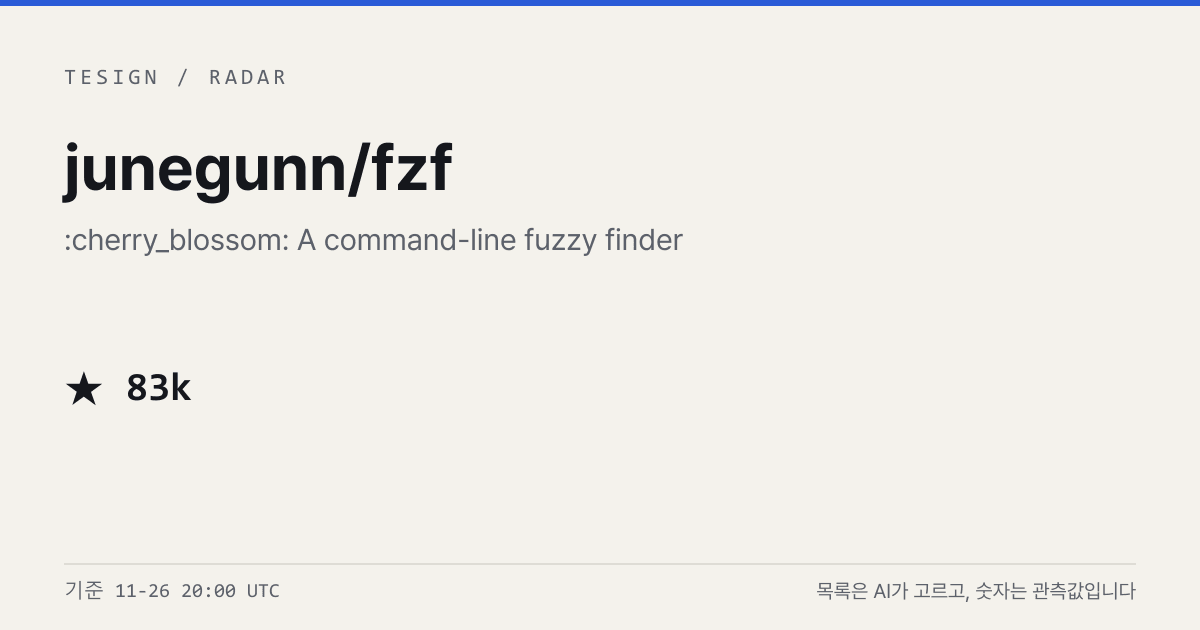 TESIGN / RADAR
junegunn/fzf
:cherry_blossom: A command-line fuzzy finder
★ 83k
기준 11-26 20:00 UTC
목록은 AI가 고르고, 숫자는 관측값입니다